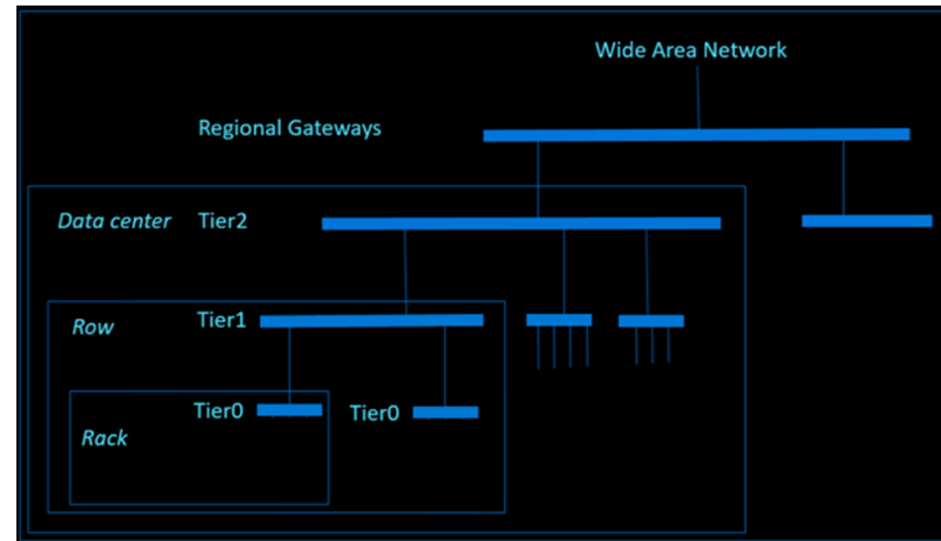 Wide Area Network
Regional Gateways
Data center Tier2
Row Tier1
Tier0 Tier0
Rack